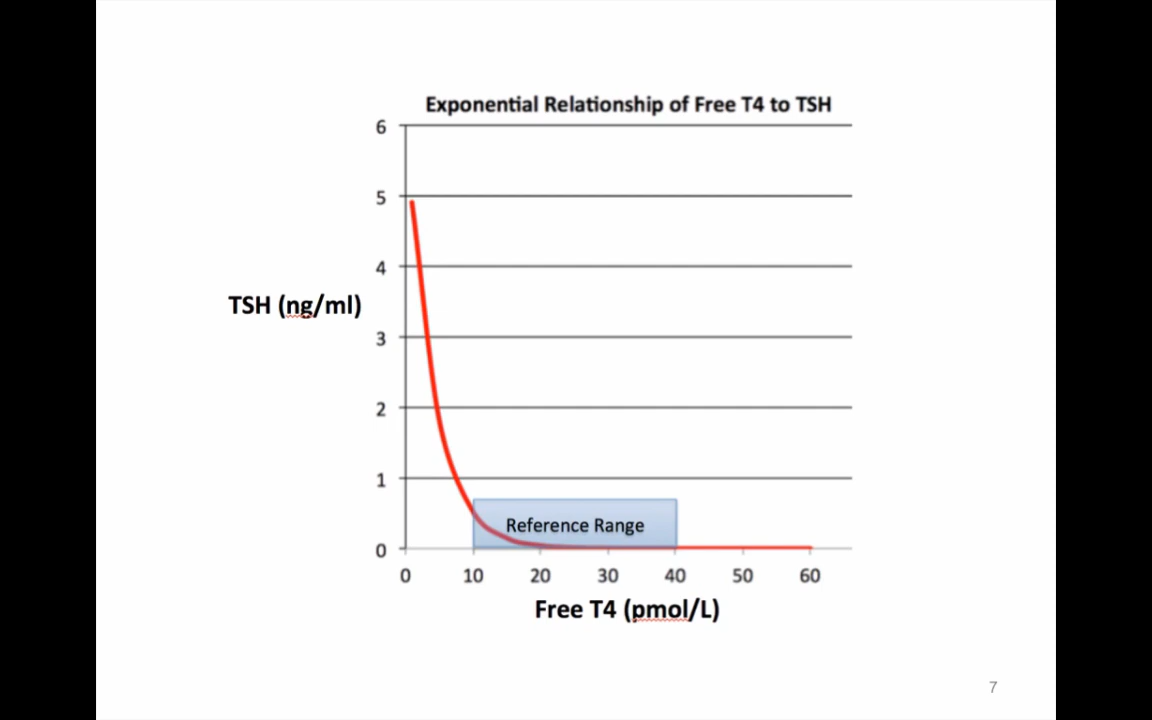 Exponential Relationship of Free T4 to TSH
6
5
4
TSH (ng/ml)
3
2
1
Reference Range
0
0 10 20 30 40 50 60
Free T4 (pmol/L)
7